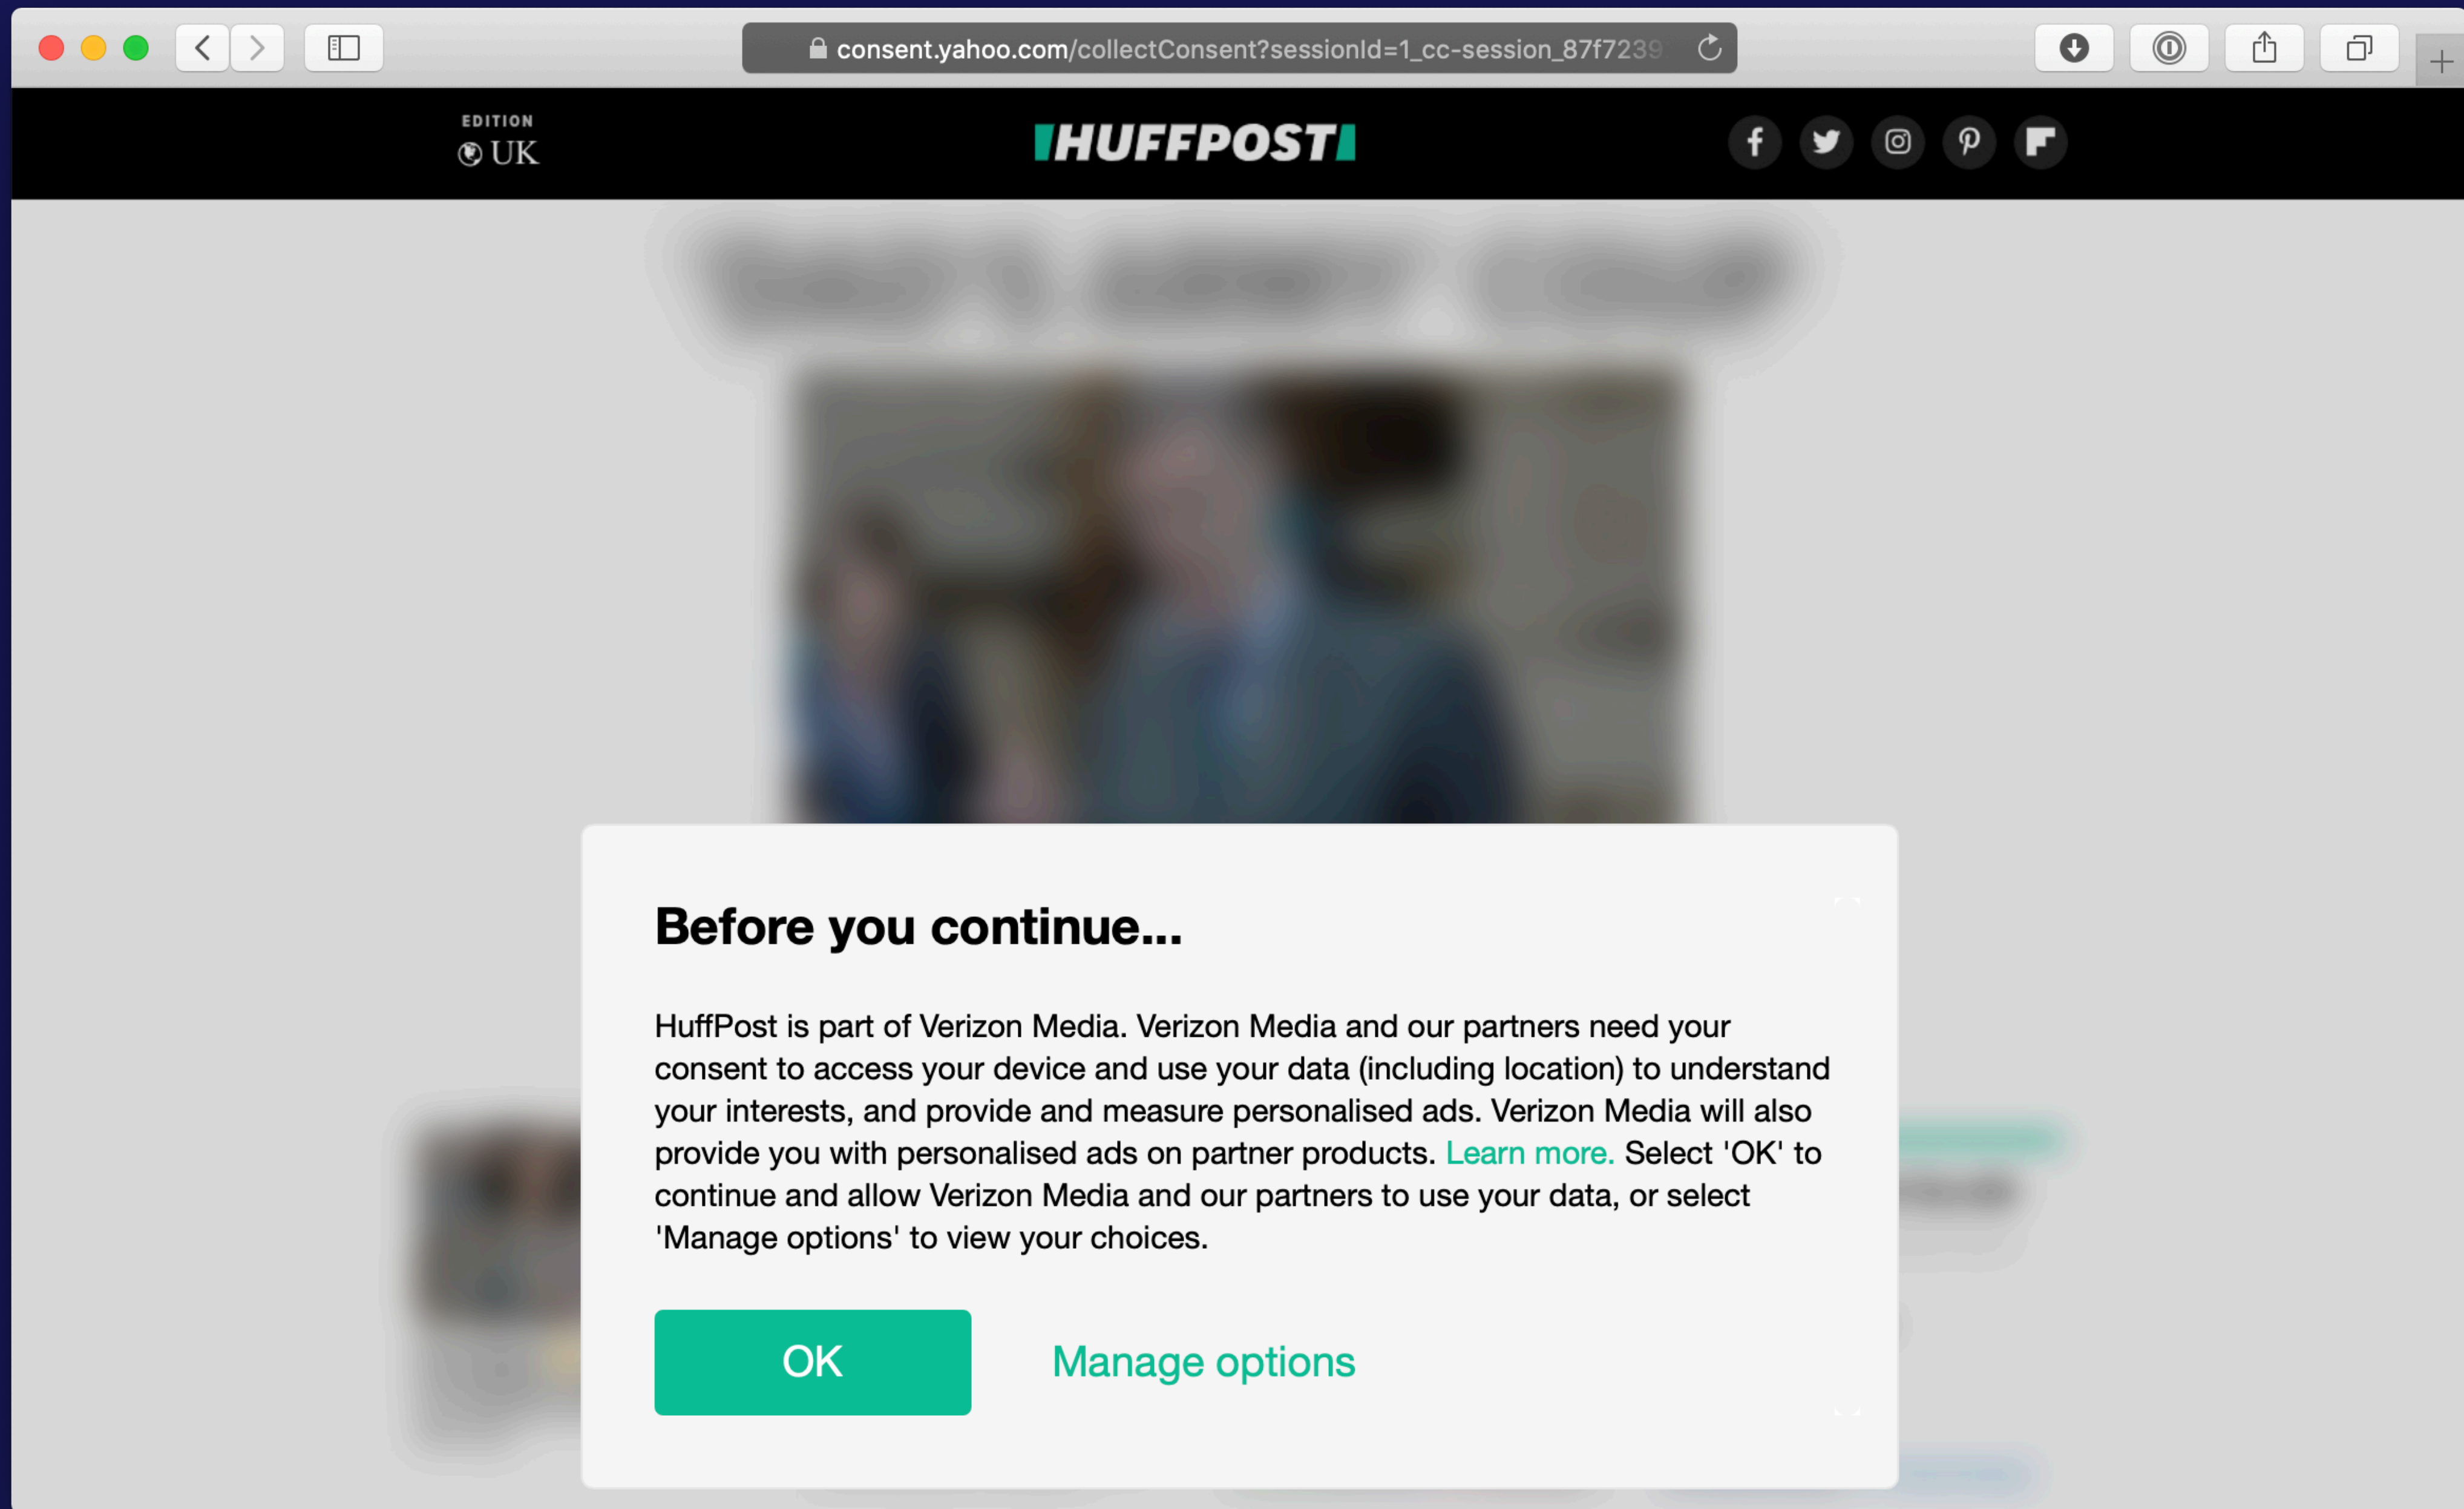 consent.yahoo.com/collectConsent?sessionId=1_cc-session_87f7239
EDITION
UK
HUFFPOST
Before you continue...
HuffPost is part of Verizon Media. Verizon Media and our partners need your
consent to access your device and use your data (including location) to understand
your interests, and provide and measure personalised ads. Verizon Media will also
provide you with personalised ads on partner products. Learn more. Select 'OK' to
continue and allow Verizon Media and our partners to use your data, or select
'Manage options' to view your choices.
OK
Manage options